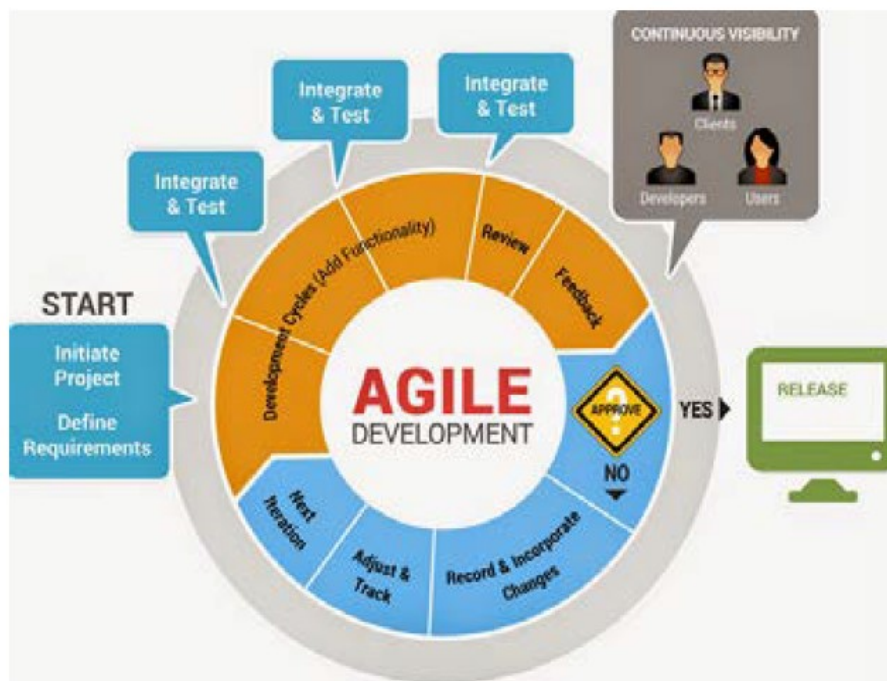 CONTINUOUS VISIBILITY
Clients
Developers
Users
Integrate
& Test
Integrate
& Test
Integrate
& Test
START
Initiate
Project
Define
Requirements
Development Cycles (Add Functionality)
Review
Feedback
AGILE
DEVELOPMENT
?
APPROVE
YES
NO
RELEASE
Record & Incorporate
Changes
Adjust &
Track
Next
Iteration